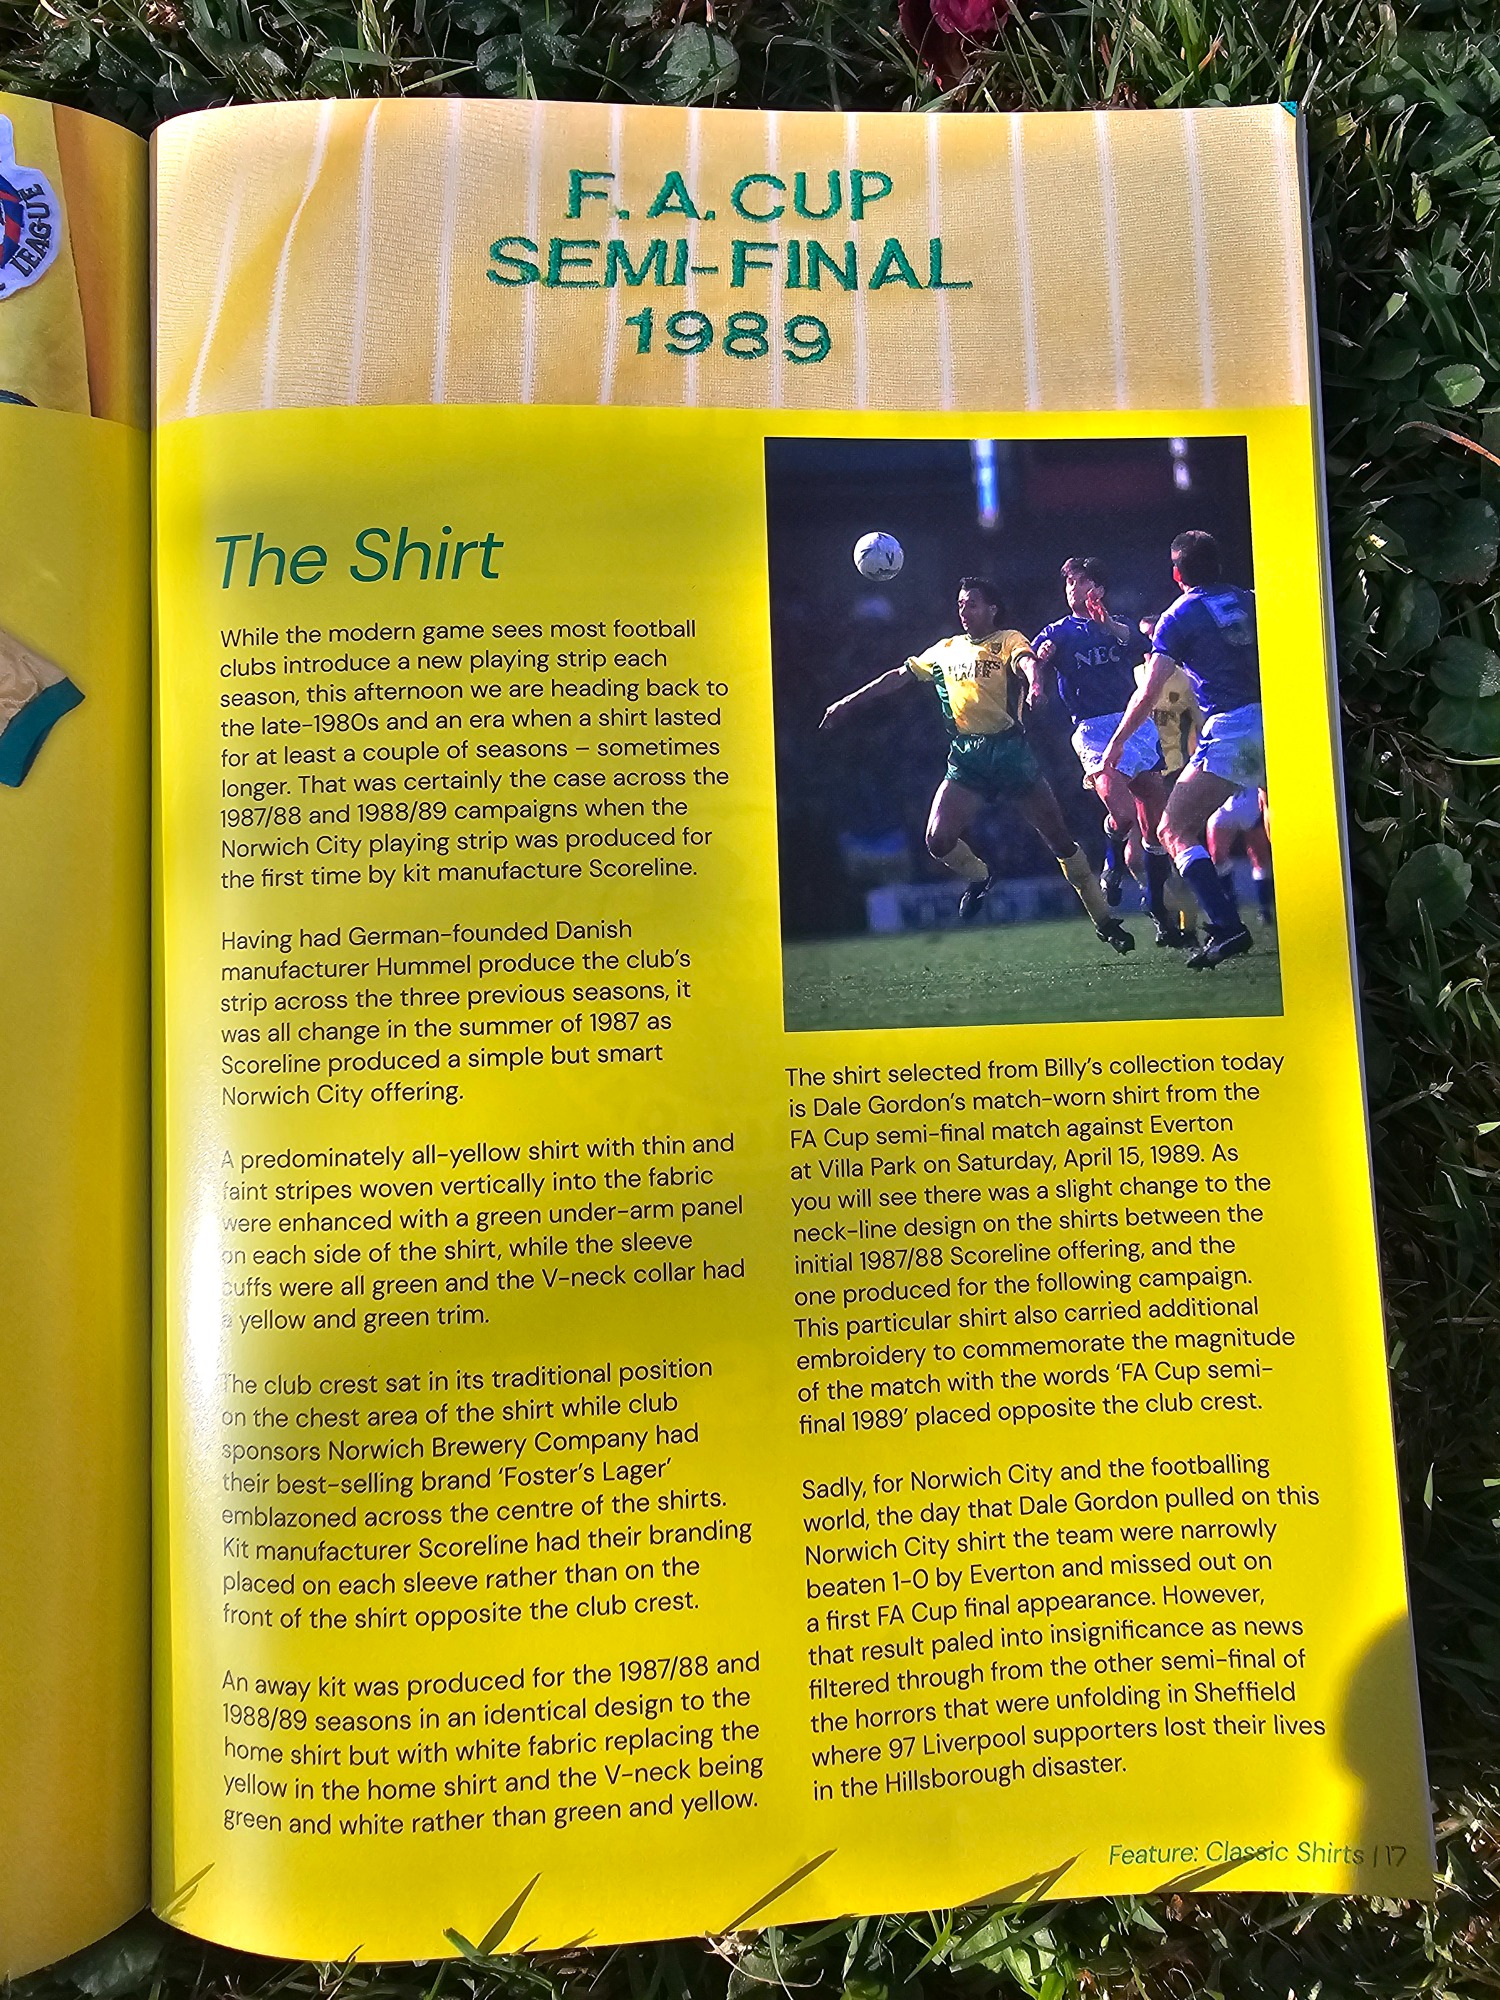 LEAGUE
F. A. CUP
SEMI-FINAL
1989
The Shirt
While the modern game sees most football
clubs introduce a new playing strip each
season, this afternoon we are heading back to
the late-1980s and an era when a shirt lasted
for at least a couple of seasons – sometimes
longer. That was certainly the case across the
1987/88 and 1988/89 campaigns when the
Norwich City playing strip was produced for
the first time by kit manufacture Scoreline.
Having had German-founded Danish
manufacturer Hummel produce the club's
strip across the three previous seasons, it
was all change in the summer of 1987 as
Scoreline produced a simple but smart
Norwich City offering.
A predominately all-yellow shirt with thin and
faint stripes woven vertically into the fabric
were enhanced with a green under-arm panel
on each side of the shirt, while the sleeve
cuffs were all green and the V-neck collar had
a yellow and green trim.
The club crest sat in its traditional position
on the chest area of the shirt while club
sponsors Norwich Brewery Company had
their best-selling brand 'Foster's Lager'
emblazoned across the centre of the shirts.
Kit manufacturer Scoreline had their branding
placed on each sleeve rather than on the
front of the shirt opposite the club crest.
An away kit was produced for the 1987/88 and
1988/89 seasons in an identical design to the
home shirt but with white fabric replacing the
yellow in the home shirt and the V-neck being
green and white rather than green and yellow.
FOSTER'S
LAGER
NEC
5
The shirt selected from Billy's collection today
is Dale Gordon's match-worn shirt from the
FA Cup semi-final match against Everton
at Villa Park on Saturday, April 15, 1989. As
you will see there was a slight change to the
neck-line design on the shirts between the
initial 1987/88 Scoreline offering, and the
one produced for the following campaign.
This particular shirt also carried additional
embroidery to commemorate the magnitude
of the match with the words 'FA Cup semi-
final 1989' placed opposite the club crest.
Sadly, for Norwich City and the footballing
world, the day that Dale Gordon pulled on this
Norwich City shirt the team were narrowly
beaten 1-0 by Everton and missed out on
a first FA Cup final appearance. However,
that result paled into insignificance as news
filtered through from the other semi-final of
the horrors that were unfolding in Sheffield
where 97 Liverpool supporters lost their lives
in the Hillsborough disaster.
Feature: Classic Shirts | 17